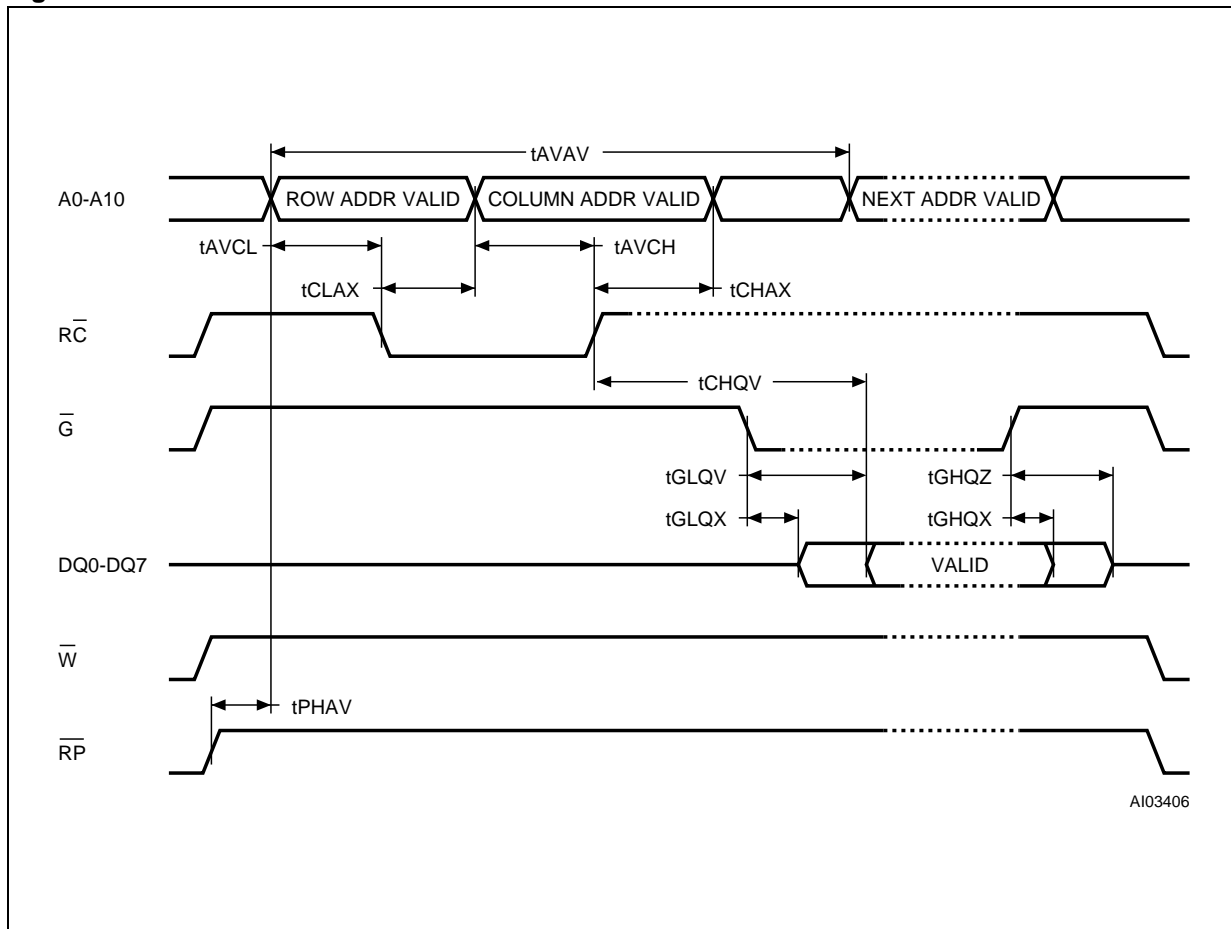 tAVAV
A0-A10 ROW ADDR VALID COLUMN ADDR VALID NEXT ADDR VALID
tAVCL tAVCH
tCLAX tCHAX
RC̅
tCHQV
G̅
tGLQV tGHQZ
tGLQX tGHQX
DQ0-DQ7 VALID
W̅
tPHAV
R̅P̅
AI03406